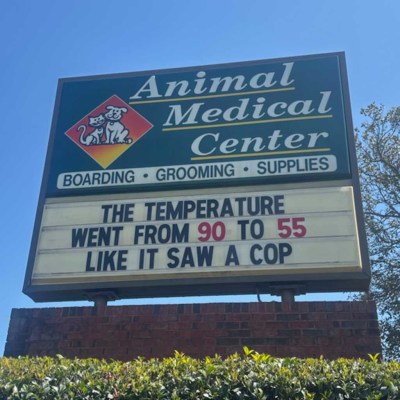 Animal
Medical
Center
BOARDING • GROOMING • SUPPLIES
THE TEMPERATURE
WENT FROM 90 TO 55
LIKE IT SAW A COP